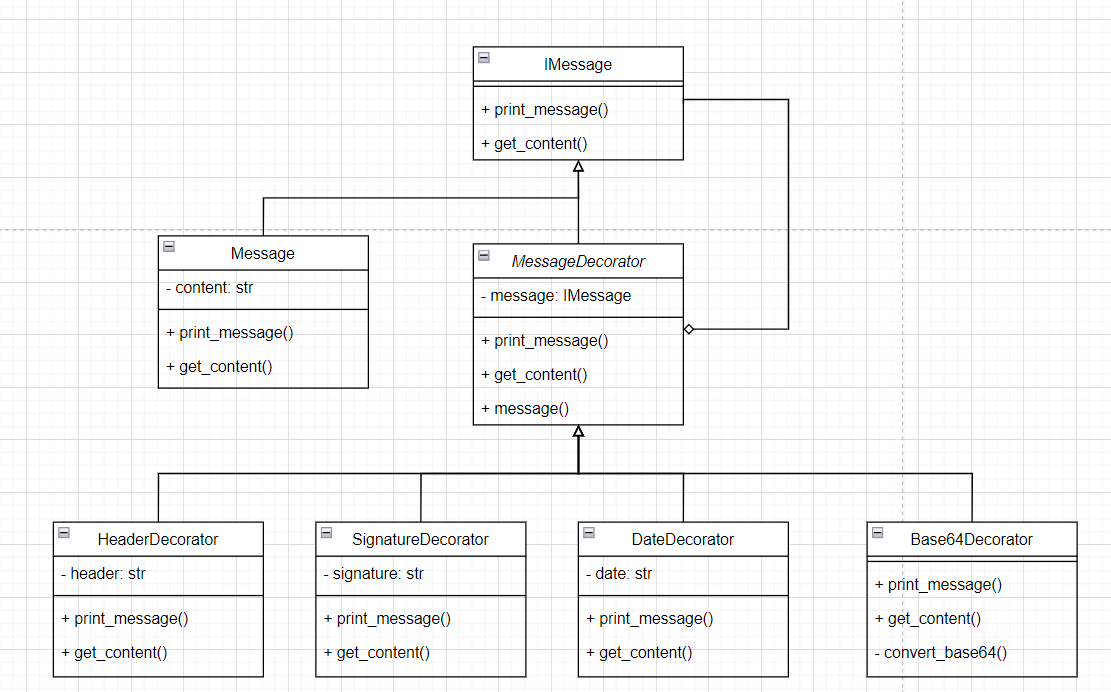 IMessage
+ print_message()
+ get_content()
Message
- content: str
+ print_message()
+ get_content()
MessageDecorator
- message: IMessage
+ print_message()
+ get_content()
+ message()
HeaderDecorator
- header: str
+ print_message()
+ get_content()
SignatureDecorator
- signature: str
+ print_message()
+ get_content()
DateDecorator
- date: str
+ print_message()
+ get_content()
Base64Decorator
+ print_message()
+ get_content()
- convert_base64()